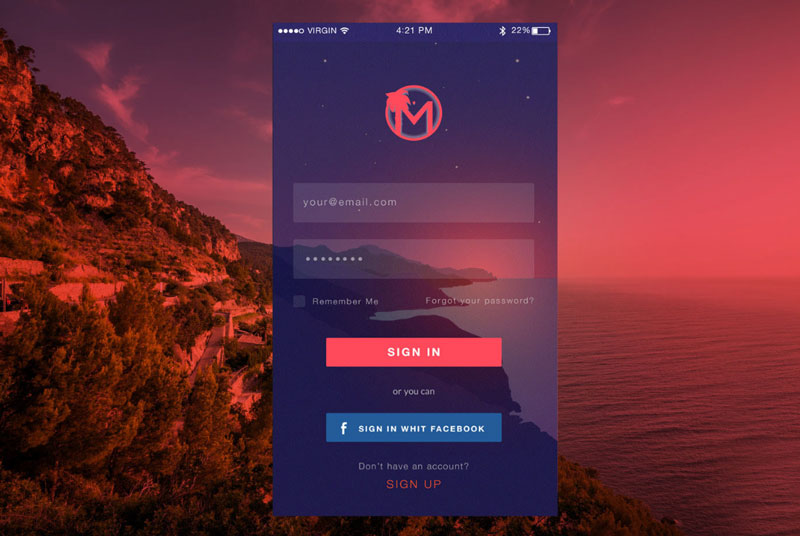 VIRGIN 4:21 PM 22%
M
your@email.com
Remember Me Forgot your password?
SIGN IN
or you can
f SIGN IN WHIT FACEBOOK
Don't have an account?
SIGN UP